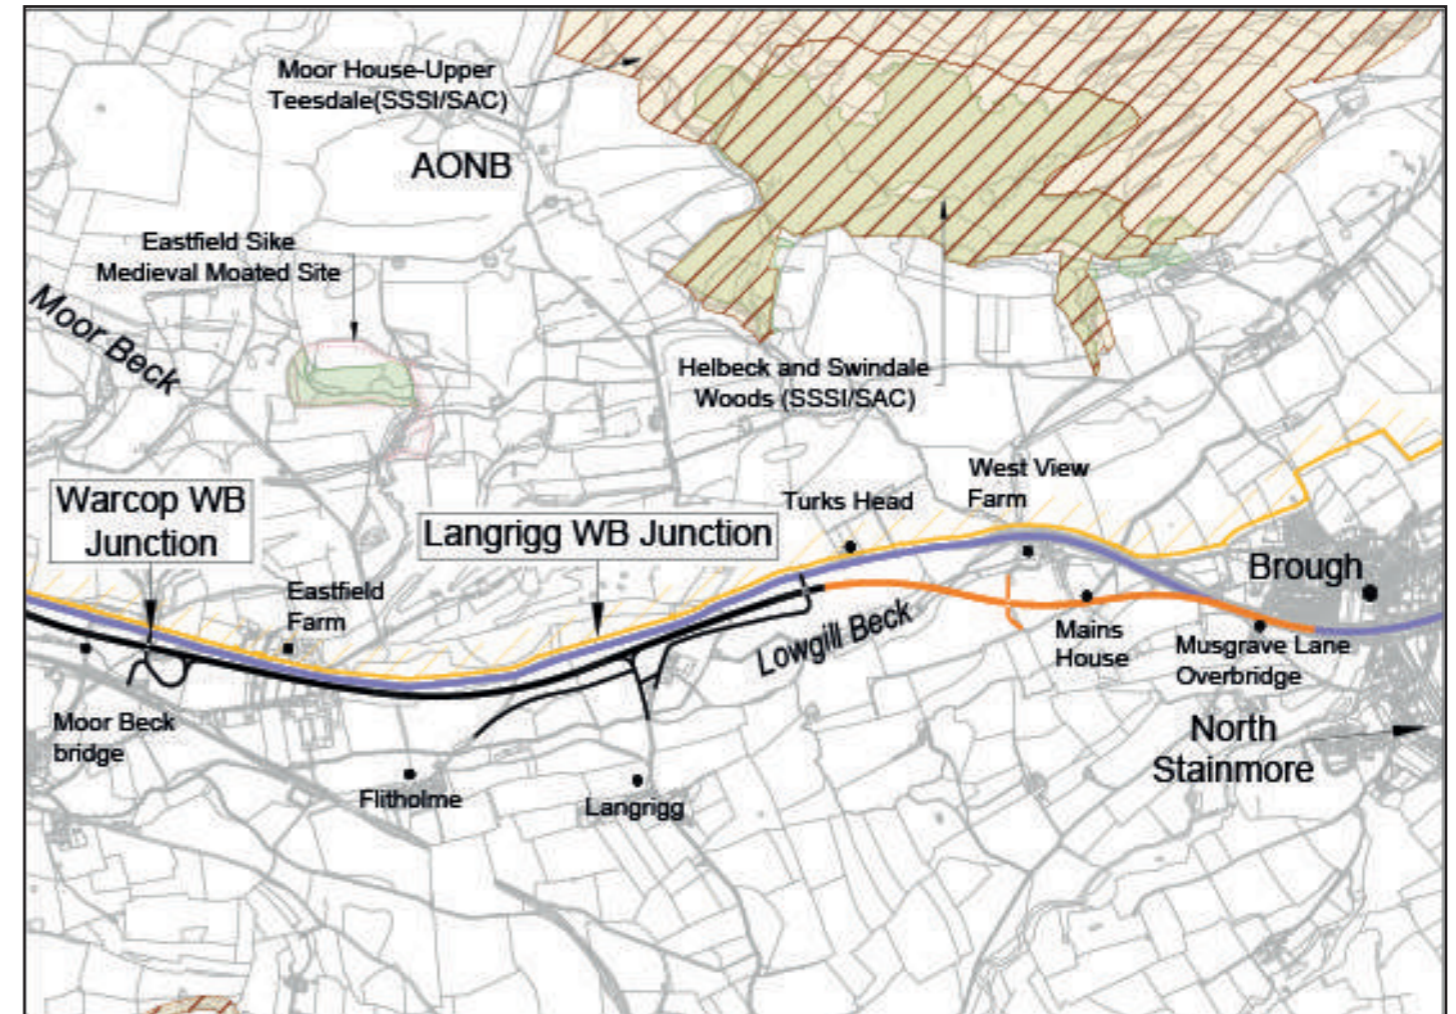 Moor House-Upper
Teesdale(SSSI/SAC)
AONB
Eastfield Sike
Medieval Moated Site
Moor Beck
Helbeck and Swindale
Woods (SSSI/SAC)
West View
Farm
Turks Head
Warcop WB
Junction
Langrigg WB Junction
Eastfield
Farm
Brough
Lowgill Beck
Mains
House
Musgrave Lane
Overbridge
Moor Beck
bridge
North
Stainmore
Flitholme
Langrigg